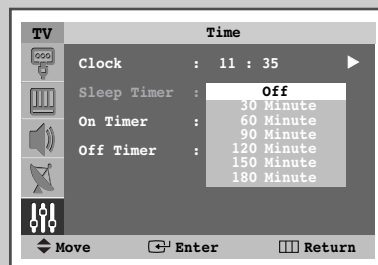 TV Time
Clock : 11 : 35
Sleep Timer : Off
30 Minute
On Timer : 60 Minute
90 Minute
Off Timer : 120 Minute
150 Minute
180 Minute
Move Enter Return